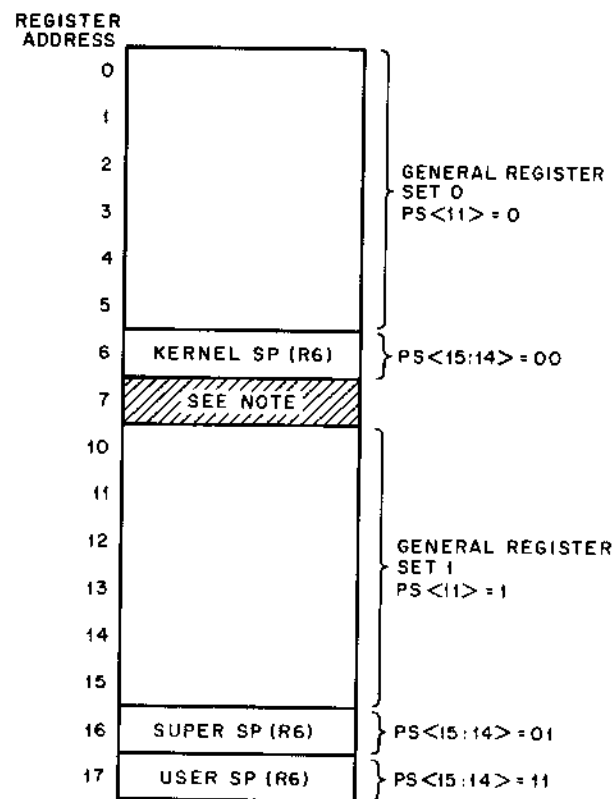 REGISTER
ADDRESS
0
1
2
3
4
5
GENERAL REGISTER
SET 0
PS<11> = 0
6
KERNEL SP (R6)
PS<15:14> = 00
7
SEE NOTE
10
11
12
13
14
15
GENERAL REGISTER
SET 1
PS<11> = 1
16
SUPER SP (R6)
PS<15:14> = 01
17
USER SP (R6)
PS<15:14> = 11